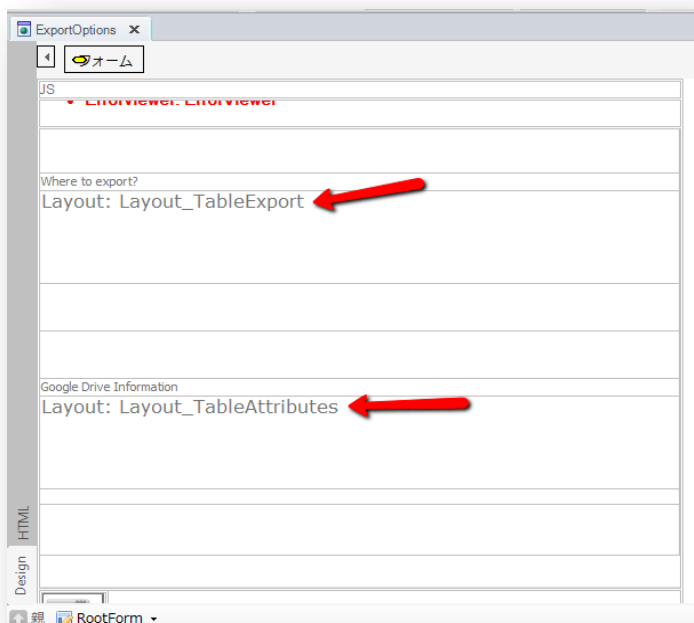 ExportOptions
フォーム
JS
ErrorViewer: ErrorViewer
Where to export?
Layout: Layout_TableExport
Google Drive Information
Layout: Layout_TableAttributes
HTML
Design
親 RootForm